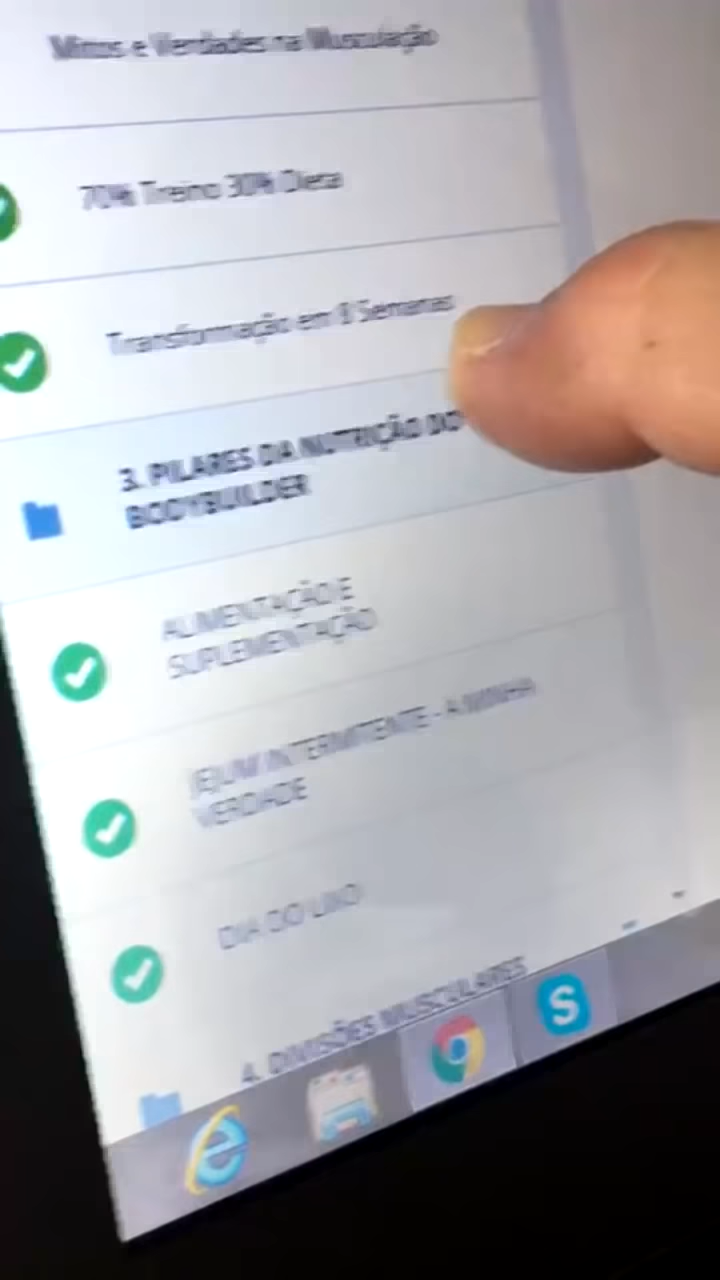 Mitos e Verdades na Musculação
70% Treino 30% Dieta
Transformação em 8 Semanas
3. PILARES DA NUTRIÇÃO DO
BODYBUILDER
ALIMENTAÇÃO E
SUPLEMENTAÇÃO
JEJUM INTERMITENTE - A MINHA
VERDADE
DIA DO LIXO
4. DIVISÕES MUSCULARES